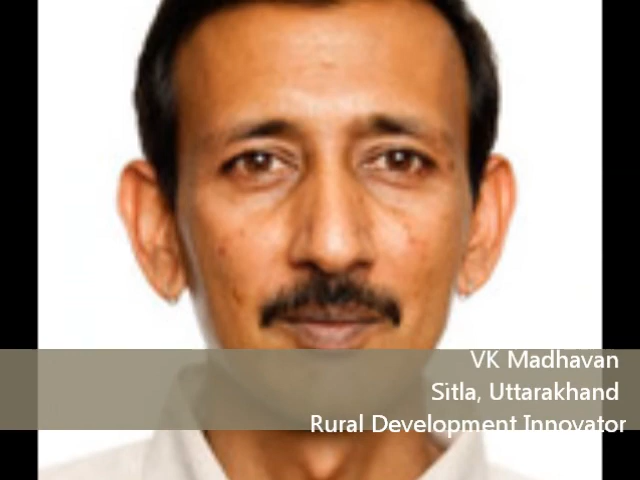 VK Madhavan
Sitla, Uttarakhand
Rural Development Innovator